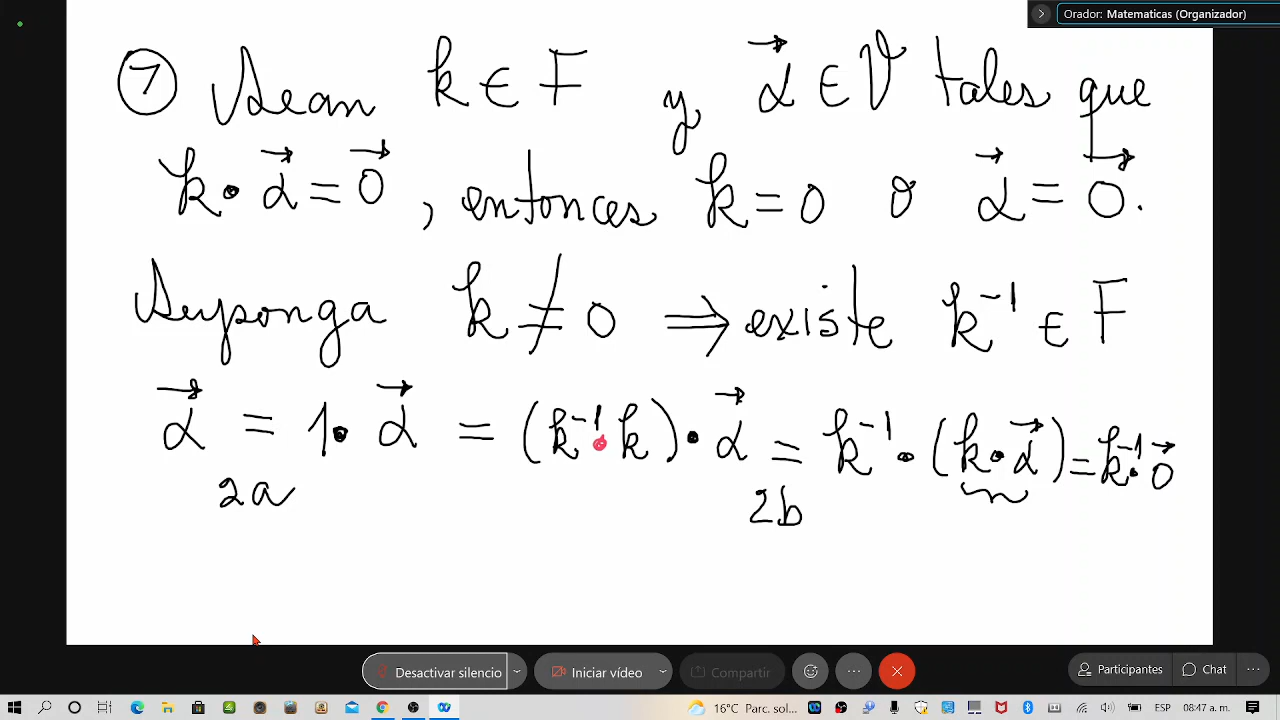 Orador: Matematicas (Organizador)
⑦ Sean k ∈ F y α⃗ ∈ V tales que
k • α⃗ = 0⃗, entonces k = 0 o α⃗ = 0⃗.
Suponga k ≠ 0 ⇒ existe k⁻¹ ∈ F
α⃗ = 1 • α⃗ = (k⁻¹ • k) • α⃗ = k⁻¹ • (k • α⃗) = k⁻¹ • 0⃗
2a 2b
Desactivar silencio Iniciar vídeo Compartir Participantes Chat
16°C Parc. sol... ESP 08:47 a. m.